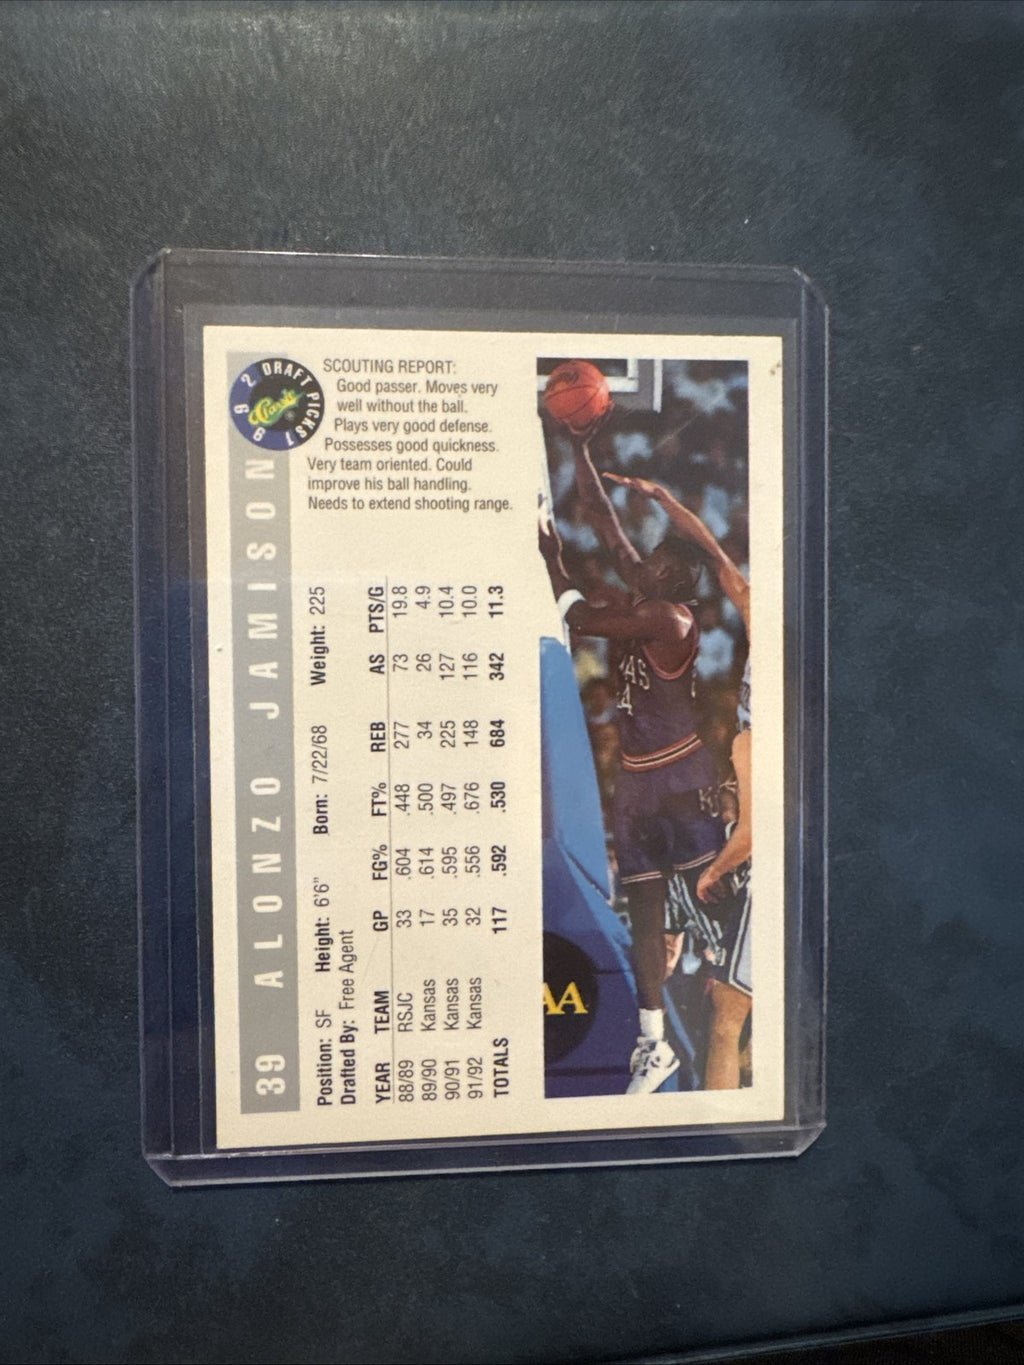 39 ALONZO JAMISON
1992 DRAFT PICKS
Classic
Position: SF Height: 6'6" Born: 7/22/68 Weight: 225
Drafted By: Free Agent
YEAR TEAM GP FG% FT% REB AS PTS/G
88/89 RSJC 33 .604 .448 277 73 19.8
89/90 Kansas 17 .614 .500 34 26 4.9
90/91 Kansas 35 .595 .497 225 127 10.4
91/92 Kansas 32 .556 .676 148 116 10.0
TOTALS 117 .592 .530 684 342 11.3
SCOUTING REPORT:
Good passer. Moves very
well without the ball.
Plays very good defense.
Possesses good quickness.
Very team oriented. Could
improve his ball handling.
Needs to extend shooting range.
AA
AS